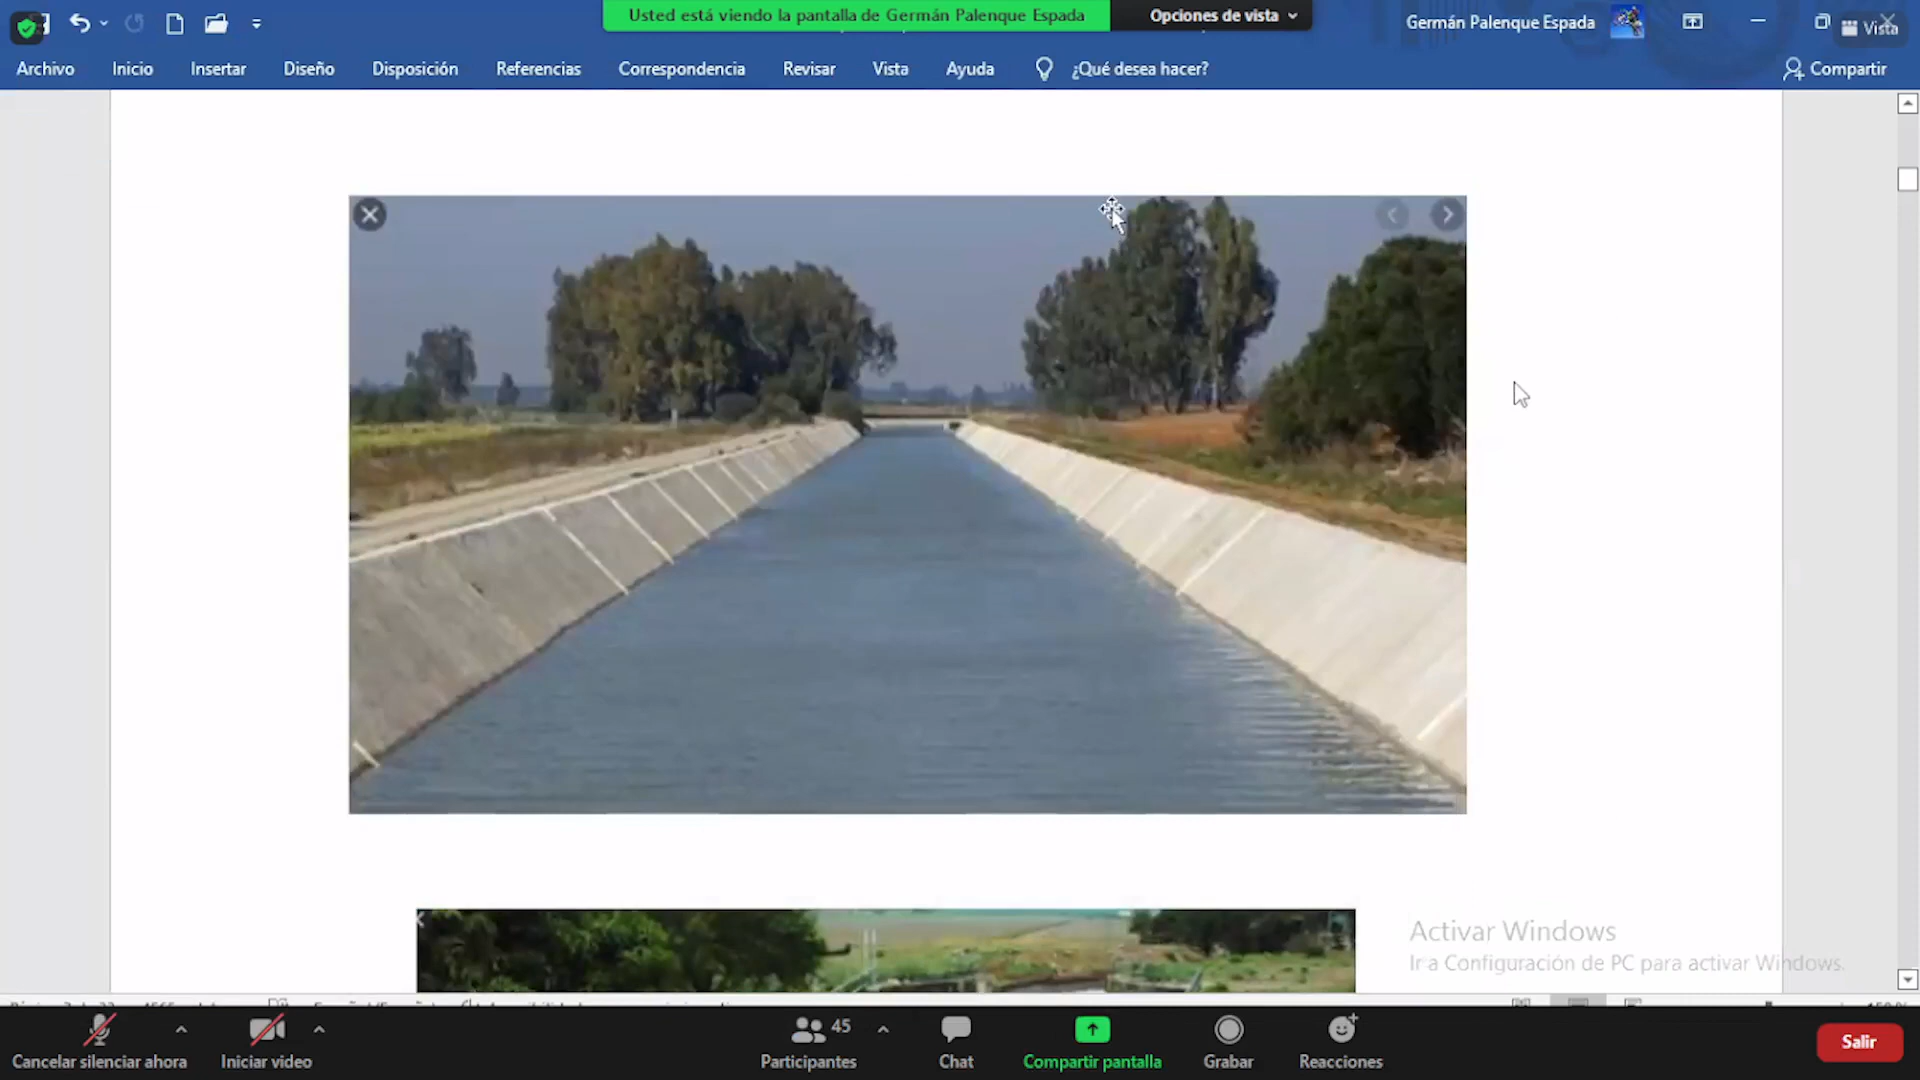 Usted está viendo la pantalla de Germán Palenque Espada
Opciones de vista
Germán Palenque Espada
Vista
Archivo
Inicio
Insertar
Diseño
Disposición
Referencias
Correspondencia
Revisar
Vista
Ayuda
¿Qué desea hacer?
Compartir
Activar Windows
Ir a Configuración de PC para activar Windows.
Cancelar silenciar ahora
Iniciar video
45
Participantes
Chat
Compartir pantalla
Grabar
Reacciones
Salir